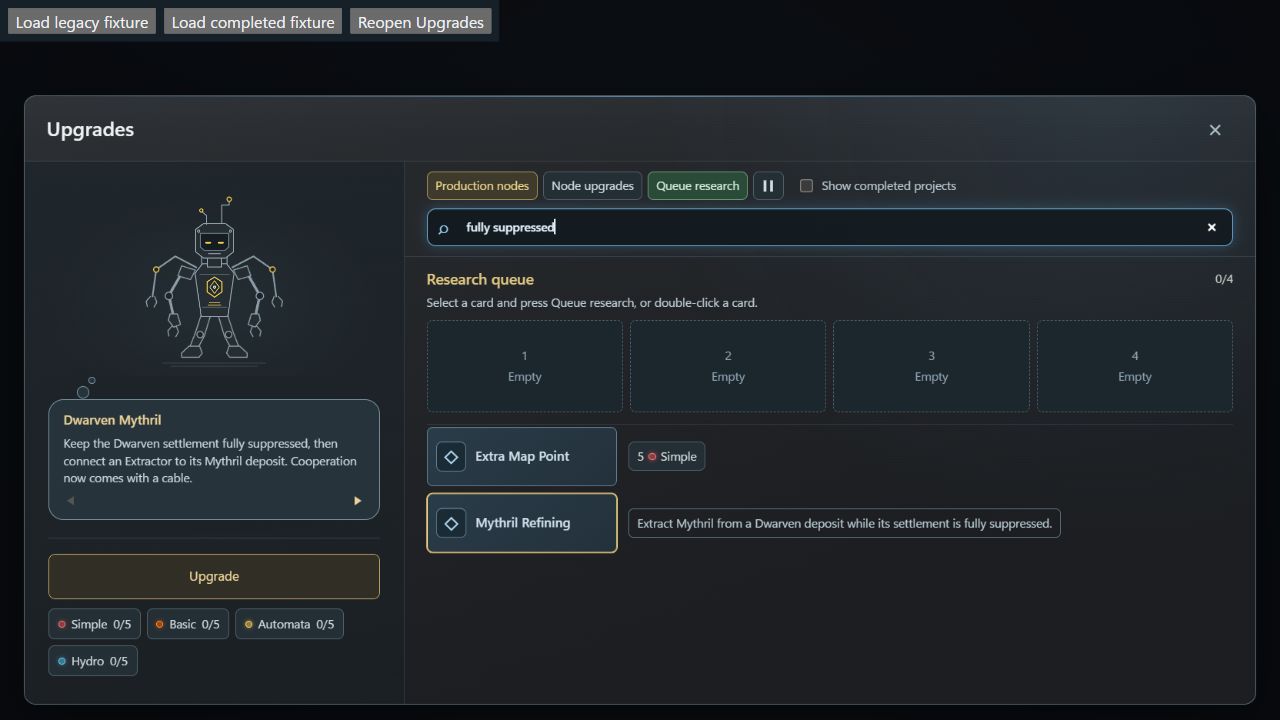 Load legacy fixture
Load completed fixture
Reopen Upgrades
Upgrades
Production nodes
Node upgrades
Queue research
Show completed projects
fully suppressed
Research queue
0/4
Select a card and press Queue research, or double-click a card.
1
Empty
2
Empty
3
Empty
4
Empty
Extra Map Point
5 Simple
Mythril Refining
Extract Mythril from a Dwarven deposit while its settlement is fully suppressed.
Dwarven Mythril
Keep the Dwarven settlement fully suppressed, then
connect an Extractor to its Mythril deposit. Cooperation
now comes with a cable.
Upgrade
Simple 0/5
Basic 0/5
Automata 0/5
Hydro 0/5